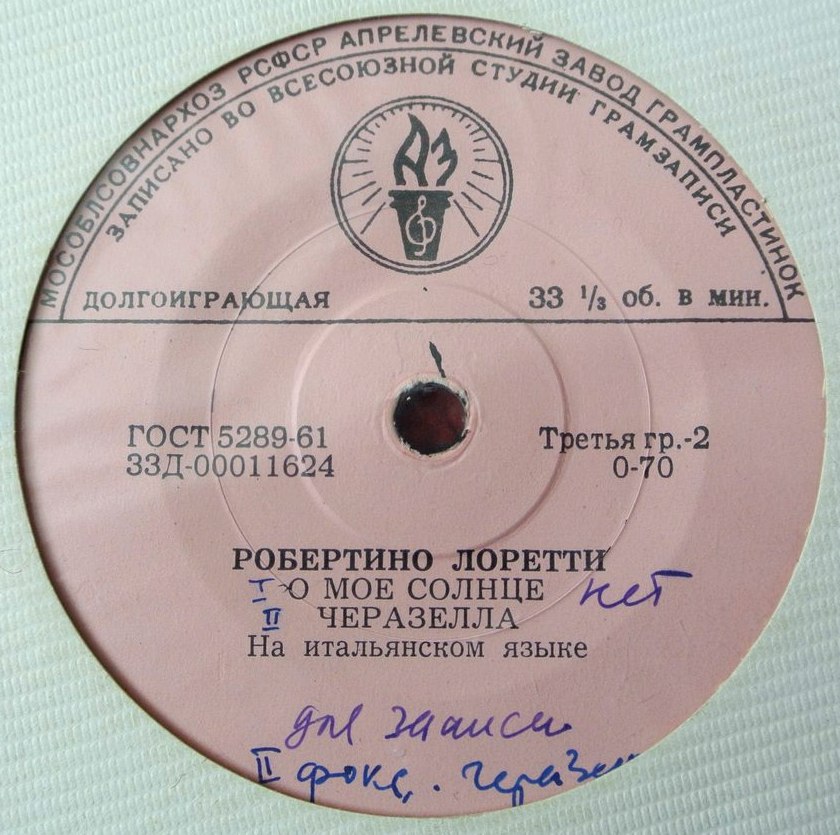 МОСОБЛСОВНАРХОЗ РСФСР АПРЕЛЕВСКИЙ ЗАВОД ГРАМПЛАСТИНОК
ЗАПИСАНО ВО ВСЕСОЮЗНОЙ СТУДИИ ГРАМЗАПИСИ
АЗ
ДОЛГОИГРАЮЩАЯ 33 ⅓ об. в мин.
ГОСТ 5289-61 Третья гр.-2
33Д-00011624 0-70
РОБЕРТИНО ЛОРЕТТИ
I О МОЕ СОЛНЦЕ нет
II ЧЕРАЗЕЛЛА
На итальянском языке
для записи
II фокс. Черазел